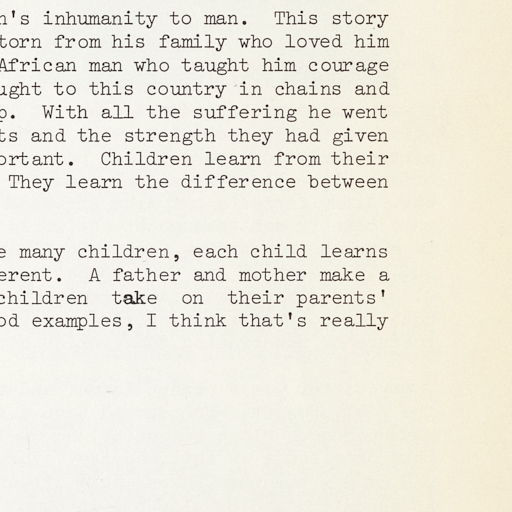 n's inhumanity to man.  This story
torn from his family who loved him
African man who taught him courage
ught to this country in chains and
p.  With all the suffering he went
ts and the strength they had given
ortant.  Children learn from their
They learn the difference between
e many children, each child learns
erent.  A father and mother make a
children  take  on  their parents'
od examples, I think that's really